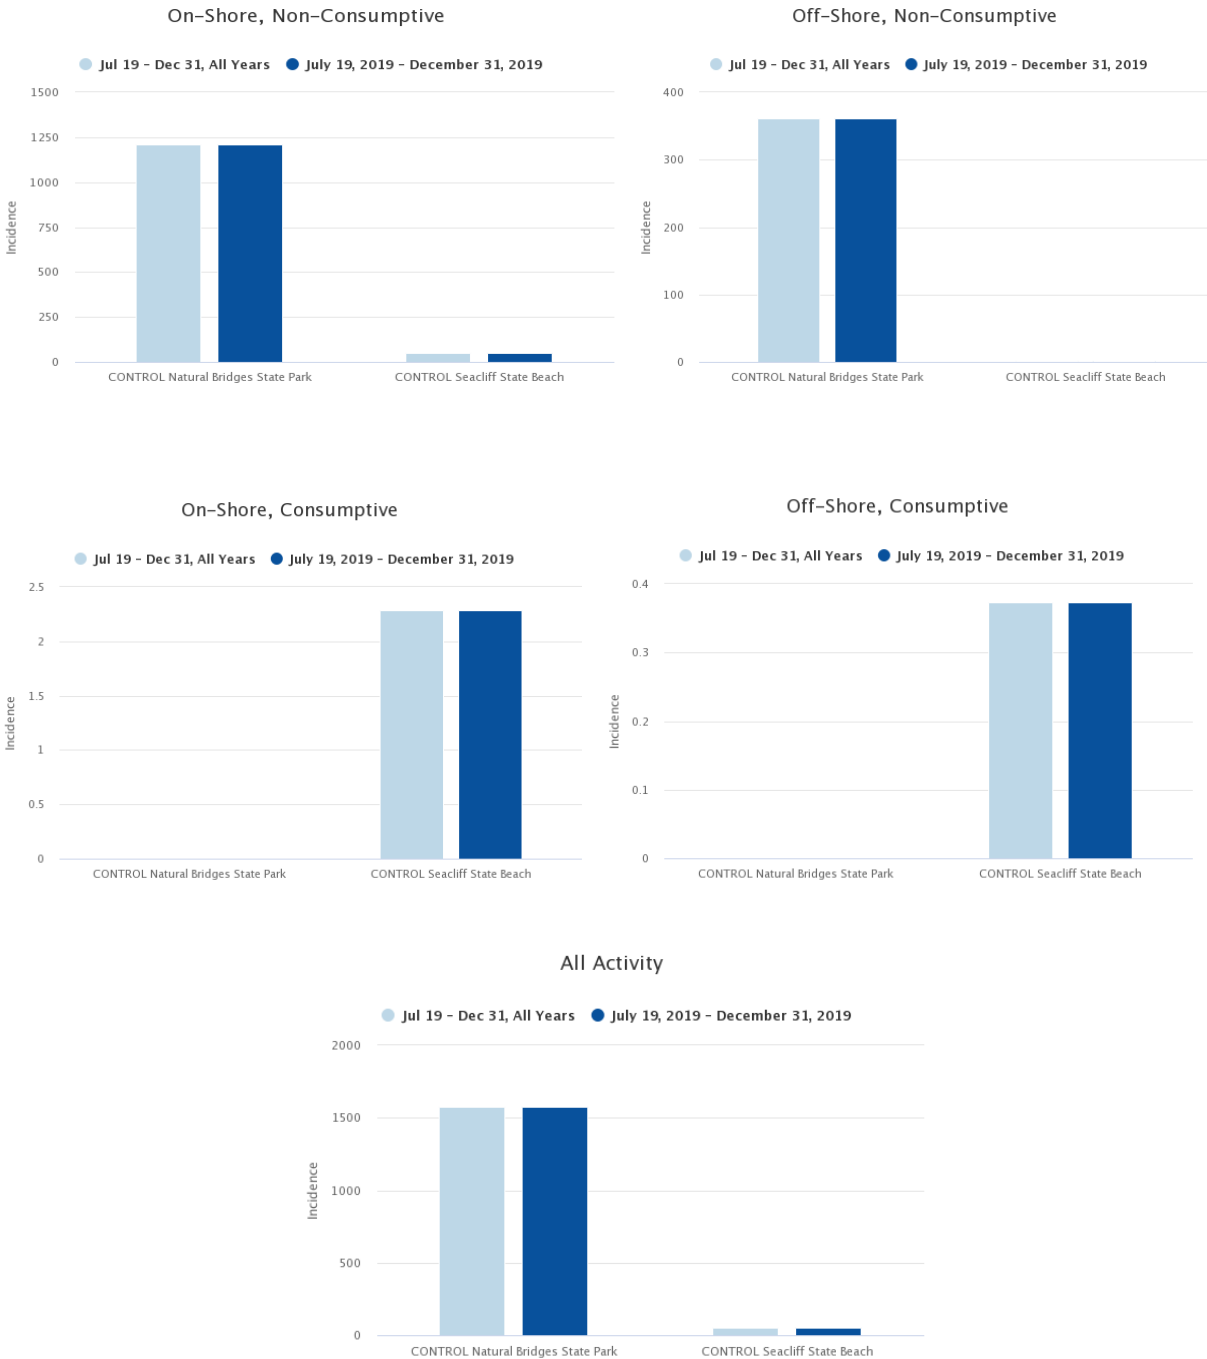 On-Shore, Non-Consumptive
Jul 19 - Dec 31, All Years July 19, 2019 - December 31, 2019
1500
1250
1000
750
500
250
0
Incidence
CONTROL Natural Bridges State Park CONTROL Seacliff State Beach
Off-Shore, Non-Consumptive
Jul 19 - Dec 31, All Years July 19, 2019 - December 31, 2019
400
300
200
100
0
Incidence
CONTROL Natural Bridges State Park CONTROL Seacliff State Beach
On-Shore, Consumptive
Jul 19 - Dec 31, All Years July 19, 2019 - December 31, 2019
2.5
2
1.5
1
0.5
0
Incidence
CONTROL Natural Bridges State Park CONTROL Seacliff State Beach
Off-Shore, Consumptive
Jul 19 - Dec 31, All Years July 19, 2019 - December 31, 2019
0.4
0.3
0.2
0.1
0
Incidence
CONTROL Natural Bridges State Park CONTROL Seacliff State Beach
All Activity
Jul 19 - Dec 31, All Years July 19, 2019 - December 31, 2019
2000
1500
1000
500
0
Incidence
CONTROL Natural Bridges State Park CONTROL Seacliff State Beach